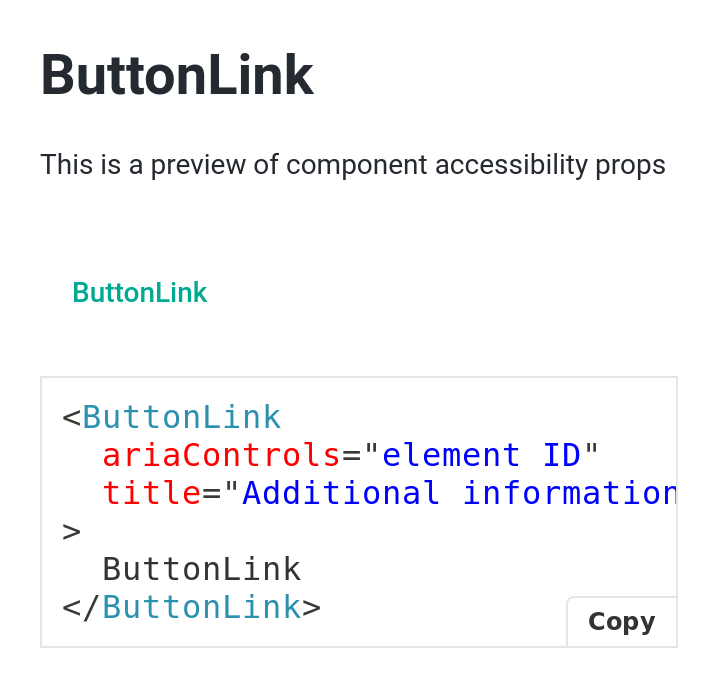 ButtonLink
This is a preview of component accessibility props
ButtonLink
<ButtonLink
  ariaControls="element ID"
  title="Additional information
>
  ButtonLink
</ButtonLink>
Copy